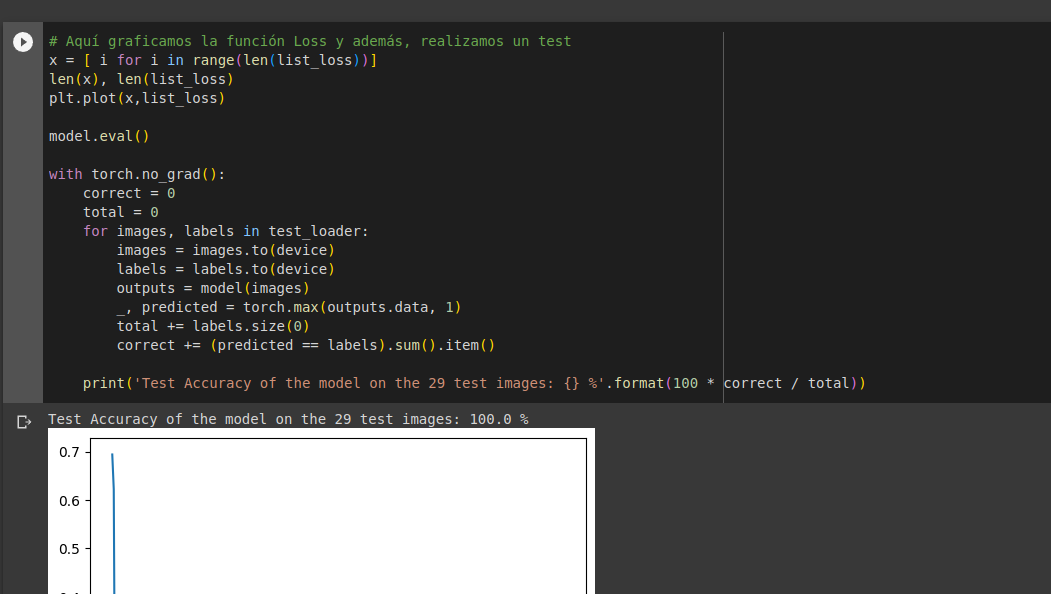 # Aquí graficamos la función Loss y además, realizamos un test
x = [ i for i in range(len(list_loss))]
len(x), len(list_loss)
plt.plot(x,list_loss)
model.eval()
with torch.no_grad():
    correct = 0
    total = 0
    for images, labels in test_loader:
        images = images.to(device)
        labels = labels.to(device)
        outputs = model(images)
        _, predicted = torch.max(outputs.data, 1)
        total += labels.size(0)
        correct += (predicted == labels).sum().item()
    print('Test Accuracy of the model on the 29 test images: {} %'.format(100 * correct / total))
Test Accuracy of the model on the 29 test images: 100.0 %
0.7
0.6
0.5